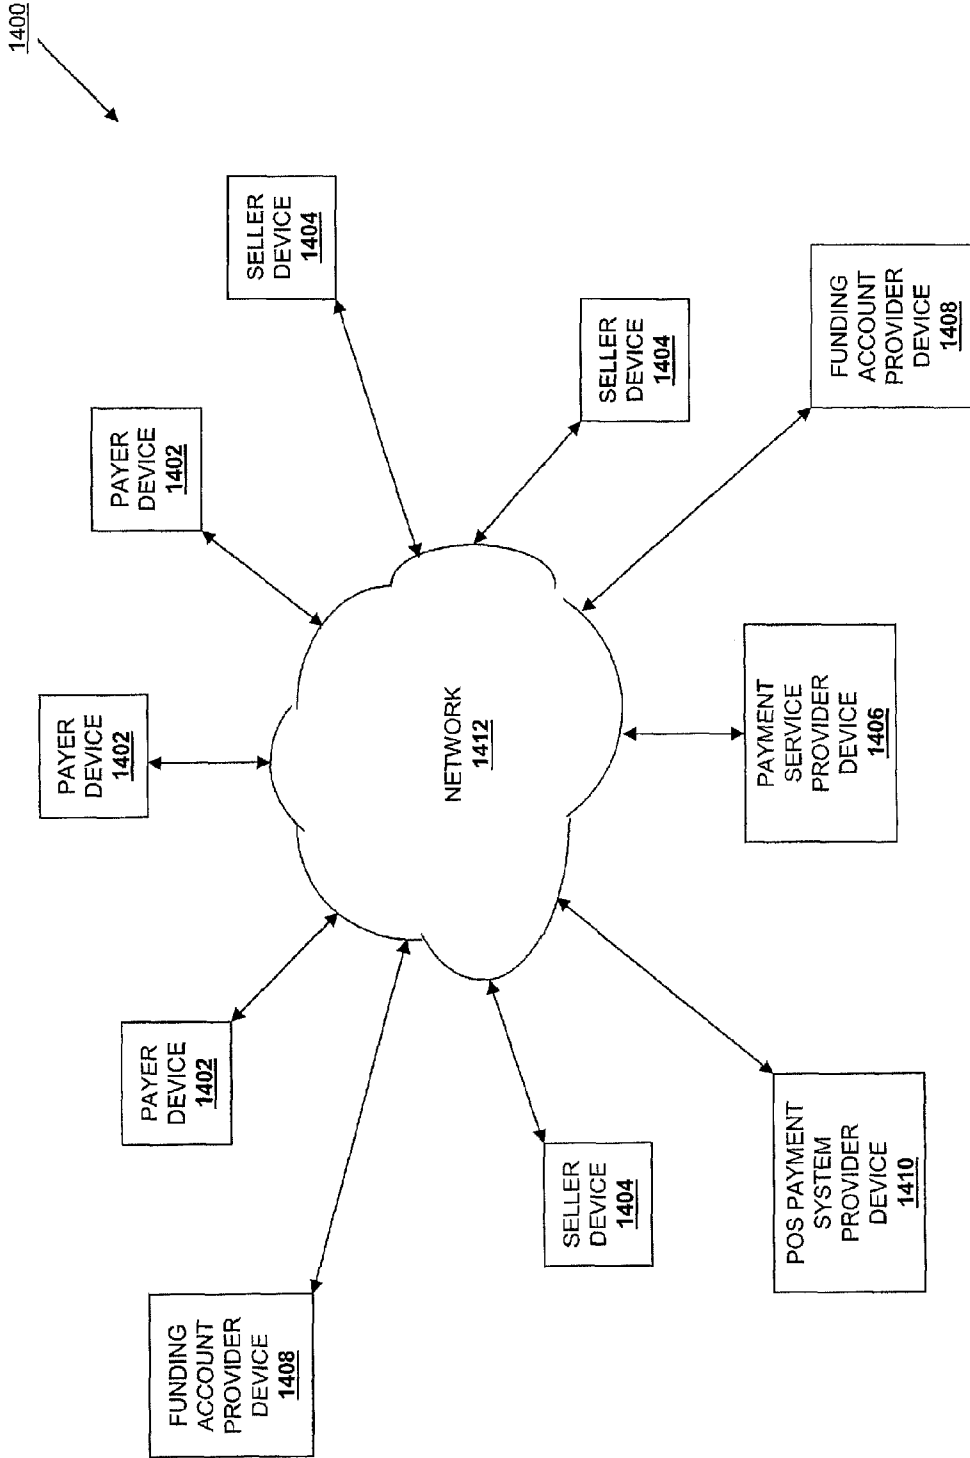 1400
PAYER
DEVICE
1402
PAYER
DEVICE
1402
PAYER
DEVICE
1402
SELLER
DEVICE
1404
FUNDING
ACCOUNT
PROVIDER
DEVICE
1408
NETWORK
1412
SELLER
DEVICE
1404
SELLER
DEVICE
1404
POS PAYMENT
SYSTEM
PROVIDER
DEVICE
1410
PAYMENT
SERVICE
PROVIDER
DEVICE
1406
FUNDING
ACCOUNT
PROVIDER
DEVICE
1408